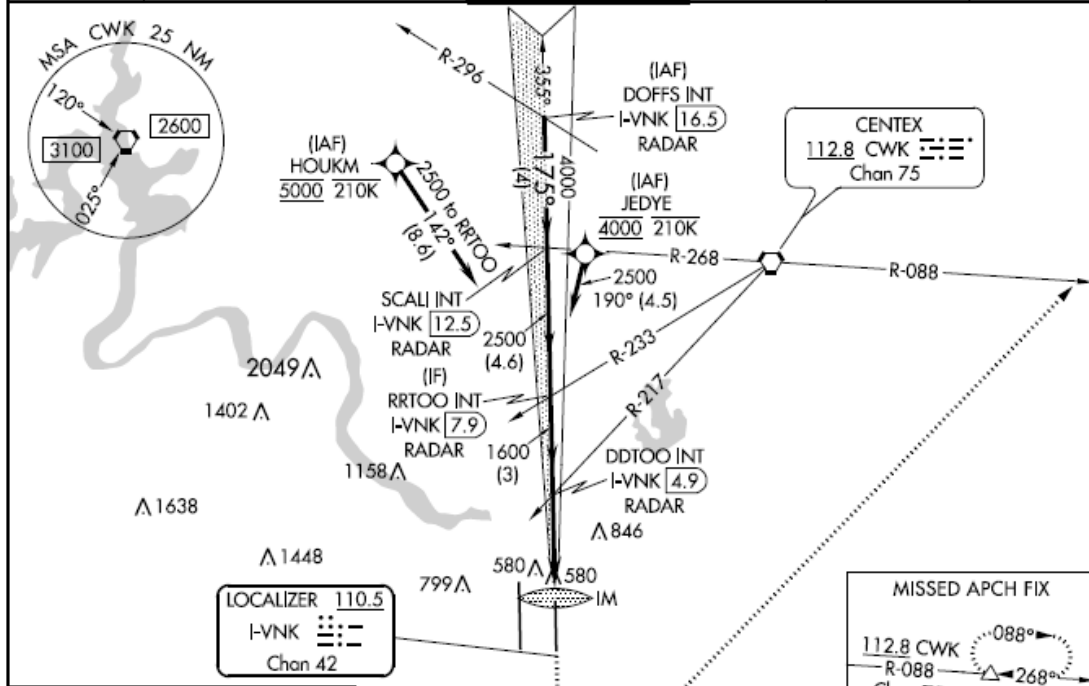 MSA CWK 25 NM
120°
2600
3100
025°
R-296
355°
(IAF)
DOFFS INT
I-VNK 16.5
RADAR
(IAF)
HOUKM
5000 210K
2500 to RRTOO
142°
(8.6)
175°
(4)
4000
(IAF)
JEDYE
4000 210K
CENTEX
112.8 CWK
Chan 75
R-268
R-088
2500
190° (4.5)
SCALI INT
I-VNK 12.5
RADAR
2500
(4.6)
R-233
R-217
(IF)
RRTOO INT
I-VNK 7.9
RADAR
1600
(3)
DDTOO INT
I-VNK 4.9
RADAR
2049
1402
1158
1638
1448
846
799
580
580
IM
LOCALIZER 110.5
I-VNK
Chan 42
MISSED APCH FIX
112.8 CWK
088°
R-088
268°